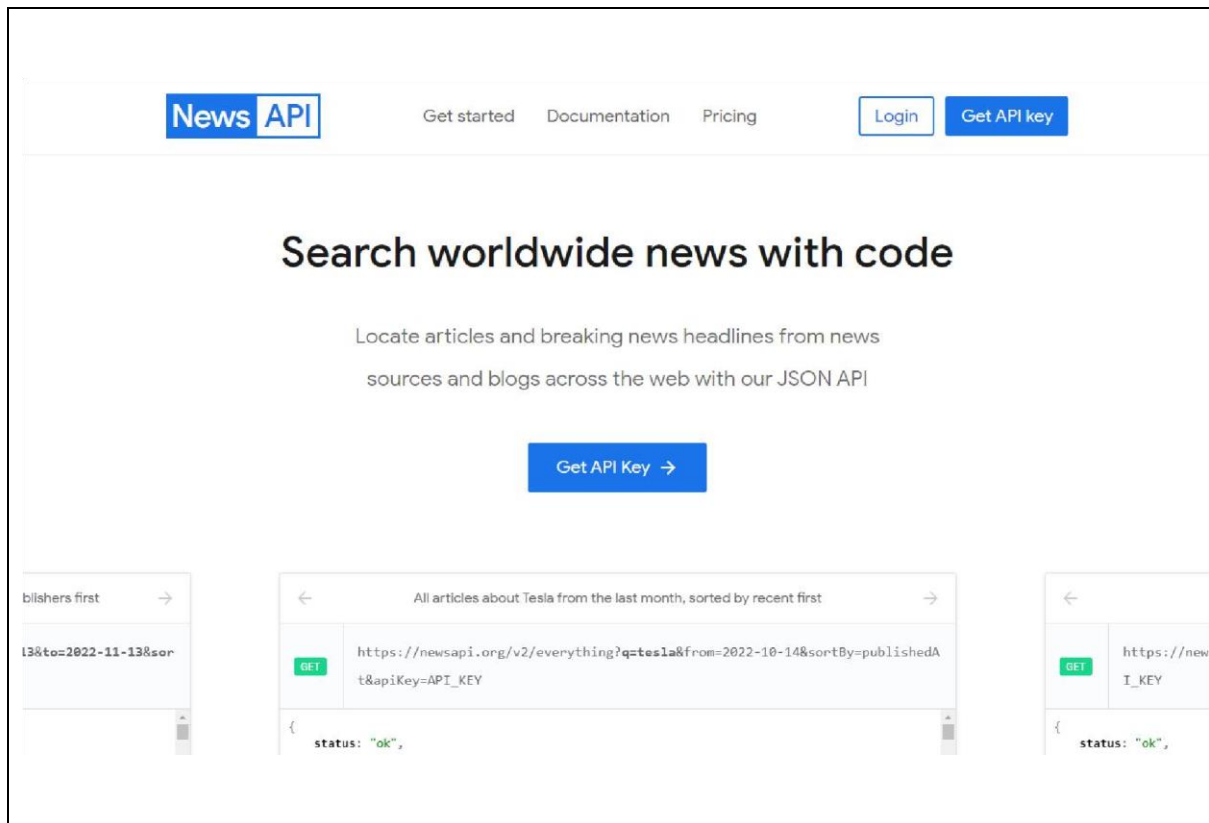 News API
Get started Documentation Pricing
Login Get API key
Search worldwide news with code
Locate articles and breaking news headlines from news
sources and blogs across the web with our JSON API
Get API Key →
blishers first →
← All articles about Tesla from the last month, sorted by recent first →
←
13&to=2022-11-13&sor
GET https://newsapi.org/v2/everything?q=tesla&from=2022-10-14&sortBy=publishedA
t&apiKey=API_KEY
GET https://new
I_KEY
{
status: "ok",
{
status: "ok",